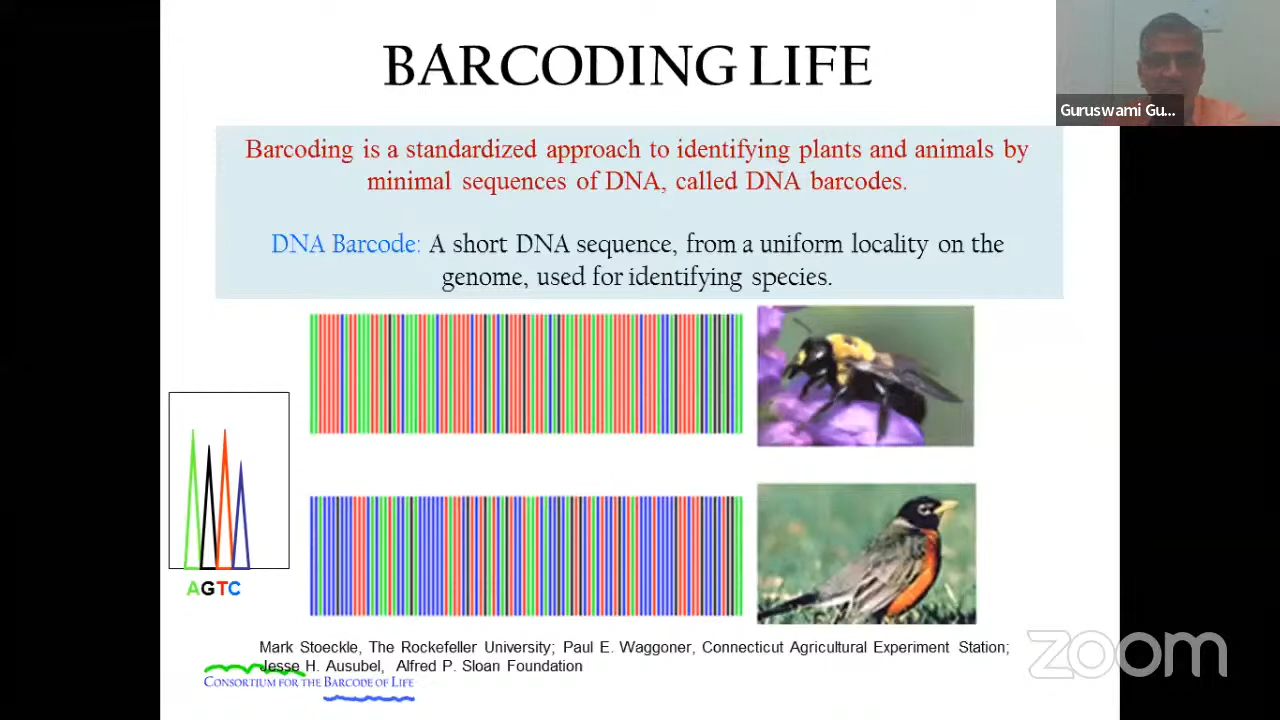 BARCODING LIFE
Guruswami Gu...
Barcoding is a standardized approach to identifying plants and animals by
minimal sequences of DNA, called DNA barcodes.
DNA Barcode: A short DNA sequence, from a uniform locality on the
genome, used for identifying species.
AGTC
Mark Stoeckle, The Rockefeller University; Paul E. Waggoner, Connecticut Agricultural Experiment Station;
Jesse H. Ausubel, Alfred P. Sloan Foundation
CONSORTIUM FOR THE BARCODE OF LIFE
zoom